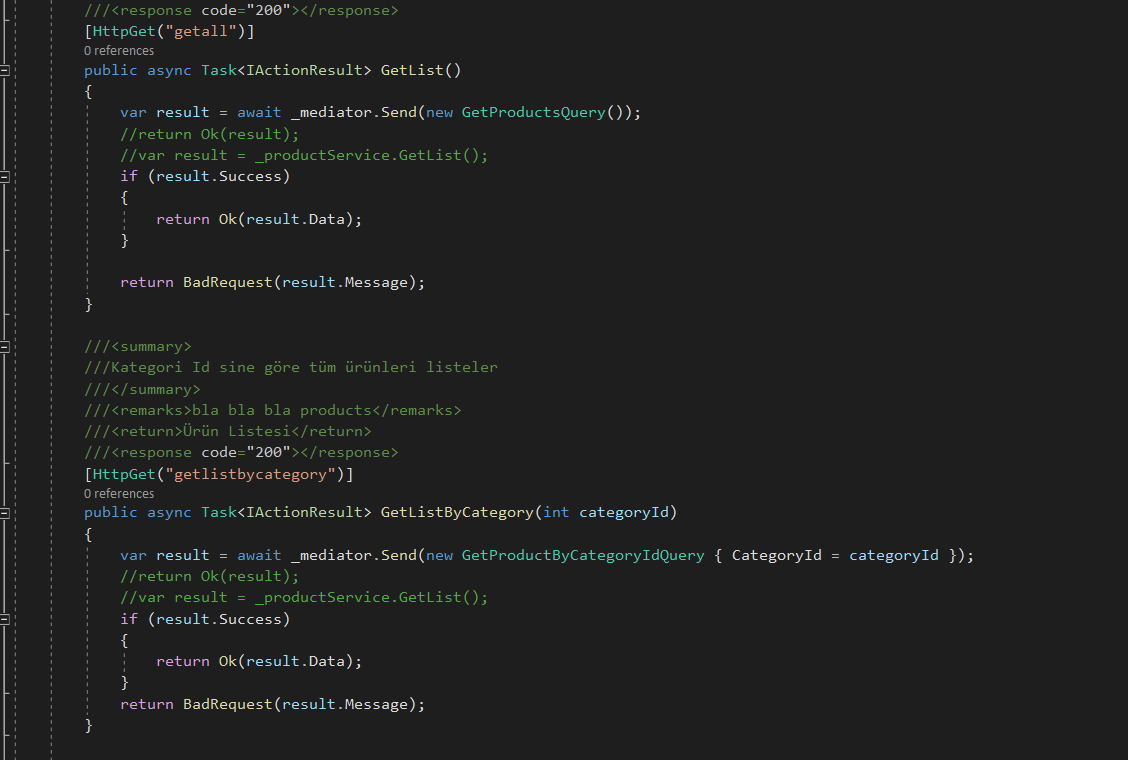 ///<response code="200"></response>
[HttpGet("getall")]
0 references
public async Task<IActionResult> GetList()
{
var result = await _mediator.Send(new GetProductsQuery());
//return Ok(result);
//var result = _productService.GetList();
if (result.Success)
{
return Ok(result.Data);
}
return BadRequest(result.Message);
}
///<summary>
///Kategori Id sine göre tüm ürünleri listeler
///</summary>
///<remarks>bla bla bla products</remarks>
///<return>Ürün Listesi</return>
///<response code="200"></response>
[HttpGet("getlistbycategory")]
0 references
public async Task<IActionResult> GetListByCategory(int categoryId)
{
var result = await _mediator.Send(new GetProductByCategoryIdQuery { CategoryId = categoryId });
//return Ok(result);
//var result = _productService.GetList();
if (result.Success)
{
return Ok(result.Data);
}
return BadRequest(result.Message);
}